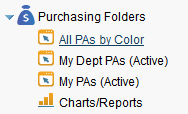 Purchasing Folders
All PAs by Color
My Dept PAs (Active)
My PAs (Active)
Charts/Reports